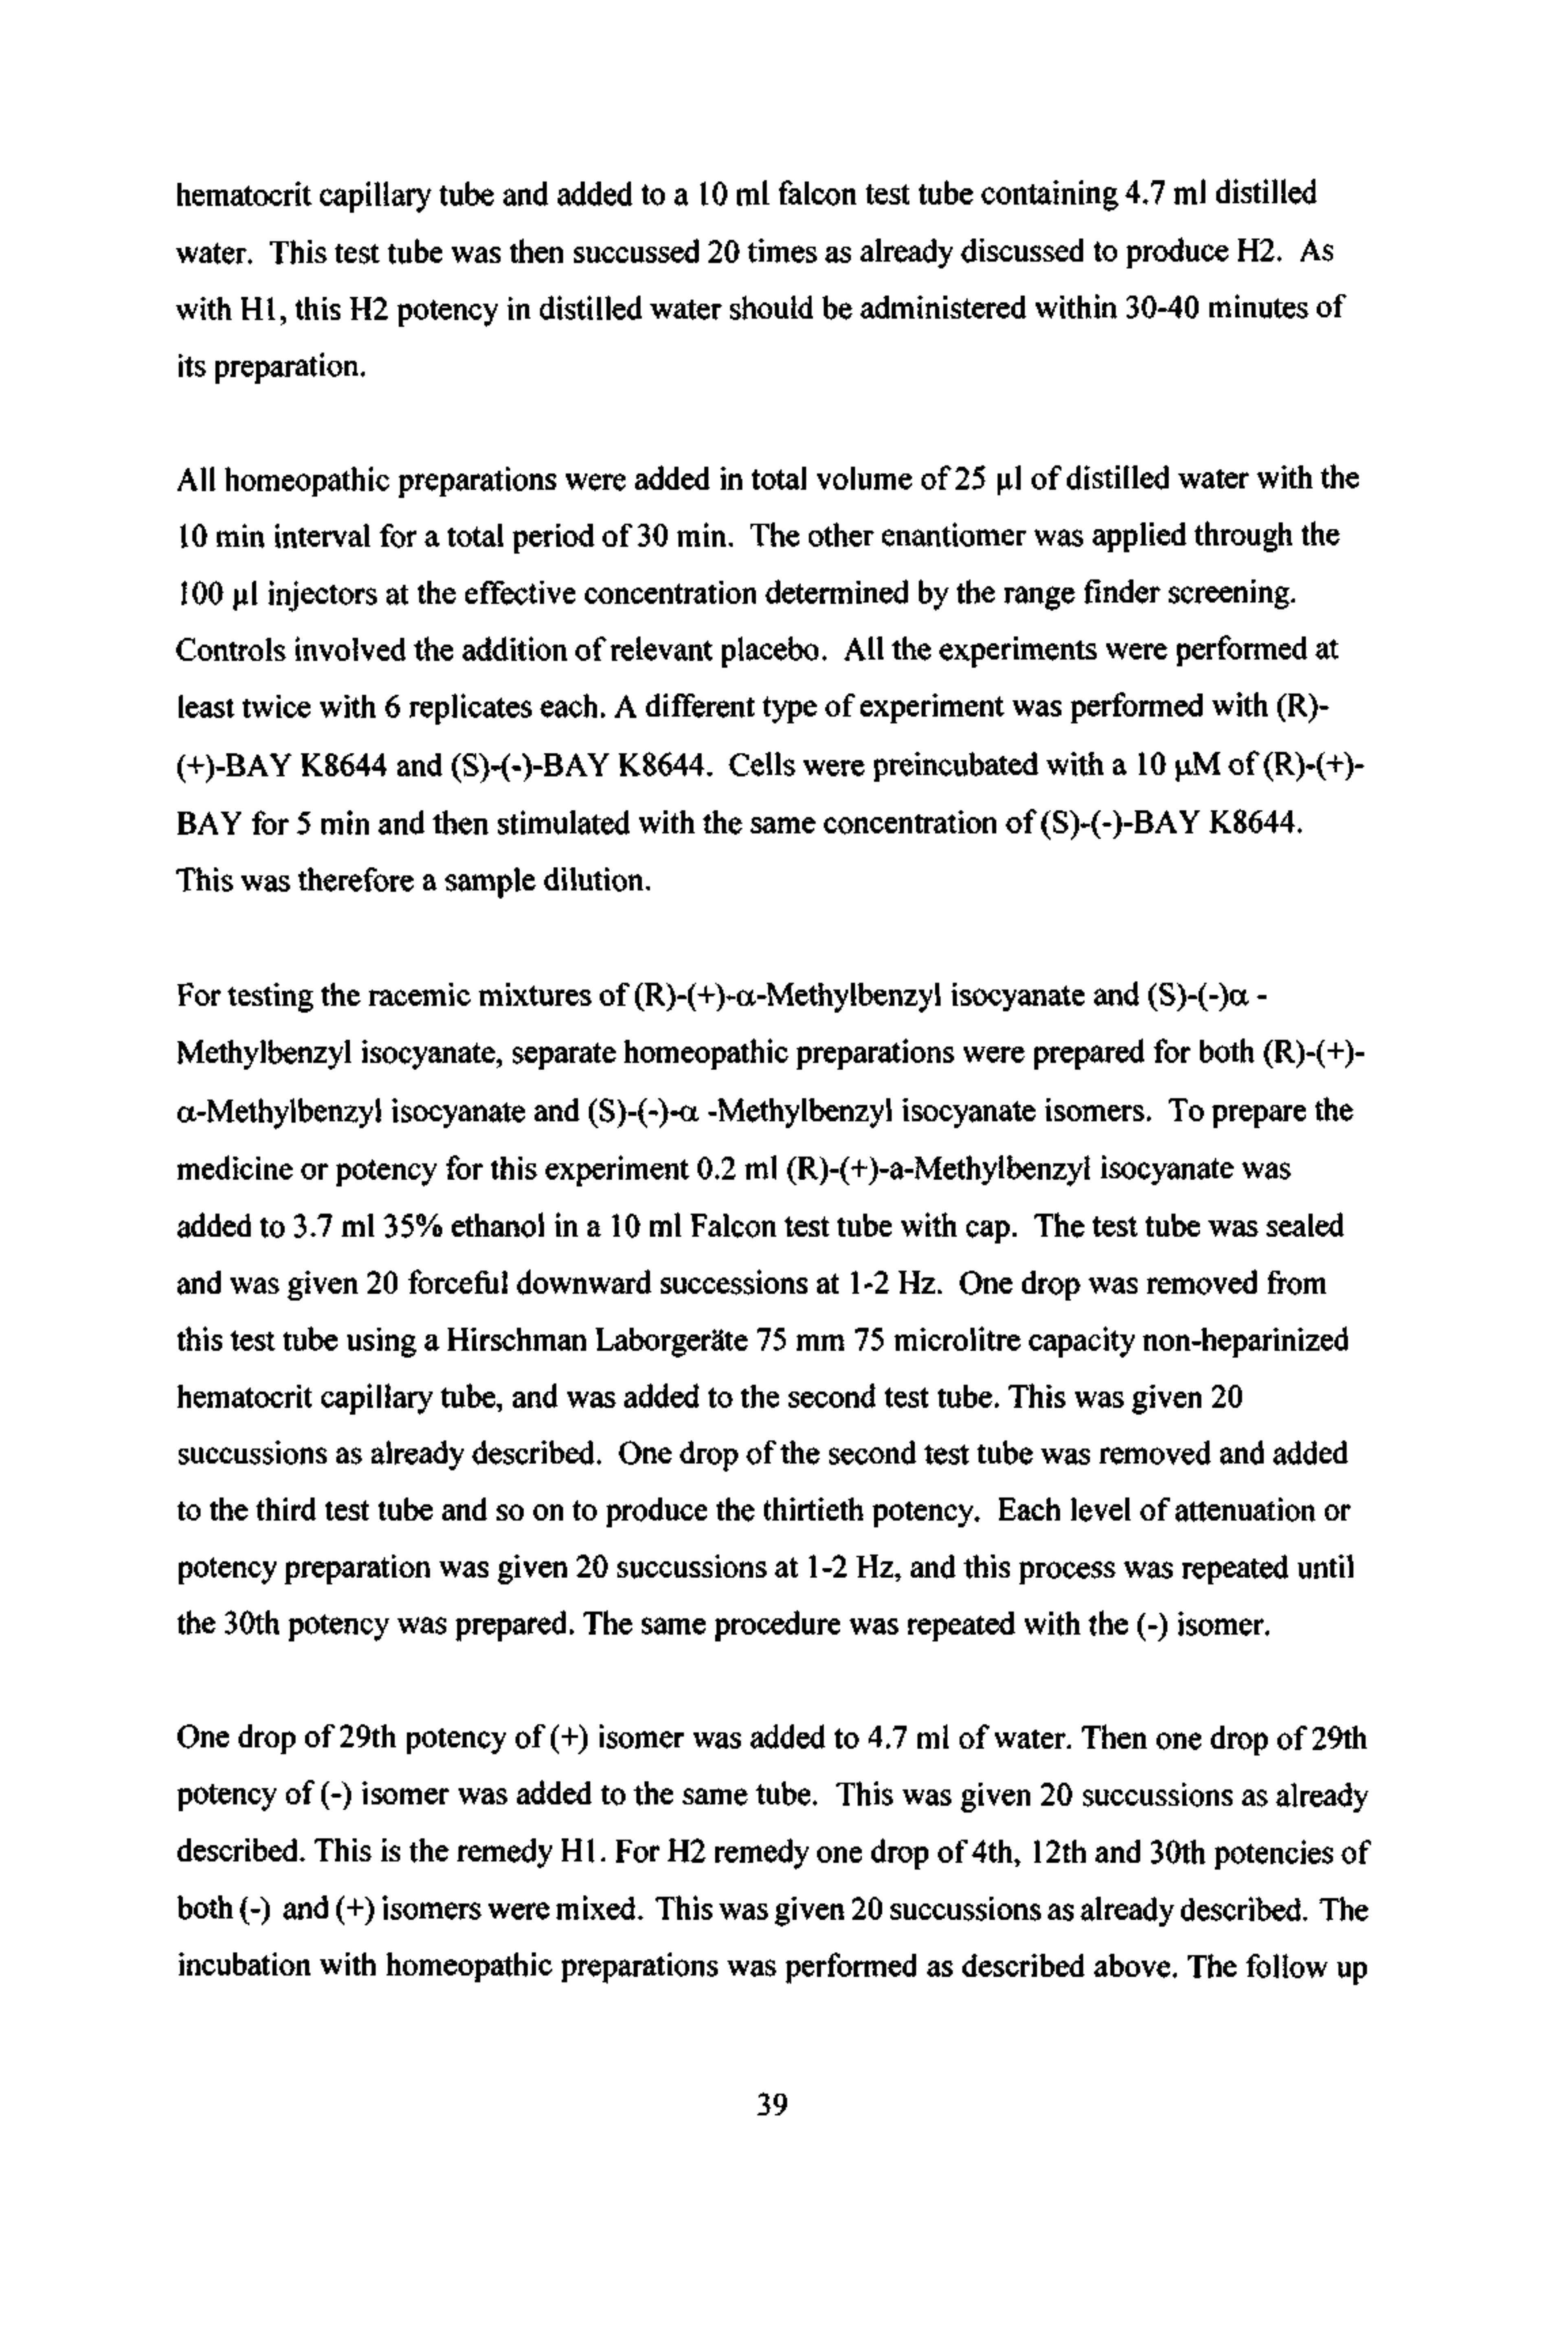 hematocrit capillary tube and added to a 10 ml falcon test tube containing 4.7 ml distilled
water. This test tube was then succussed 20 times as already discussed to produce H2. As
with H1, this H2 potency in distilled water should be administered within 30-40 minutes of
its preparation.
All homeopathic preparations were added in total volume of 25 µl of distilled water with the
10 min interval for a total period of 30 min. The other enantiomer was applied through the
100 µl injectors at the effective concentration determined by the range finder screening.
Controls involved the addition of relevant placebo. All the experiments were performed at
least twice with 6 replicates each. A different type of experiment was performed with (R)-
(+)-BAY K8644 and (S)-(-)-BAY K8644. Cells were preincubated with a 10 µM of (R)-(+)-
BAY for 5 min and then stimulated with the same concentration of (S)-(-)-BAY K8644.
This was therefore a sample dilution.
For testing the racemic mixtures of (R)-(+)-α-Methylbenzyl isocyanate and (S)-(-)α -
Methylbenzyl isocyanate, separate homeopathic preparations were prepared for both (R)-(+)-
α-Methylbenzyl isocyanate and (S)-(-)-α -Methylbenzyl isocyanate isomers. To prepare the
medicine or potency for this experiment 0.2 ml (R)-(+)-a-Methylbenzyl isocyanate was
added to 3.7 ml 35% ethanol in a 10 ml Falcon test tube with cap. The test tube was sealed
and was given 20 forceful downward successions at 1-2 Hz. One drop was removed from
this test tube using a Hirschman Laborgeräte 75 mm 75 microlitre capacity non-heparinized
hematocrit capillary tube, and was added to the second test tube. This was given 20
succussions as already described. One drop of the second test tube was removed and added
to the third test tube and so on to produce the thirtieth potency. Each level of attenuation or
potency preparation was given 20 succussions at 1-2 Hz, and this process was repeated until
the 30th potency was prepared. The same procedure was repeated with the (-) isomer.
One drop of 29th potency of (+) isomer was added to 4.7 ml of water. Then one drop of 29th
potency of (-) isomer was added to the same tube. This was given 20 succussions as already
described. This is the remedy H1. For H2 remedy one drop of 4th, 12th and 30th potencies of
both (-) and (+) isomers were mixed. This was given 20 succussions as already described. The
incubation with homeopathic preparations was performed as described above. The follow up
39